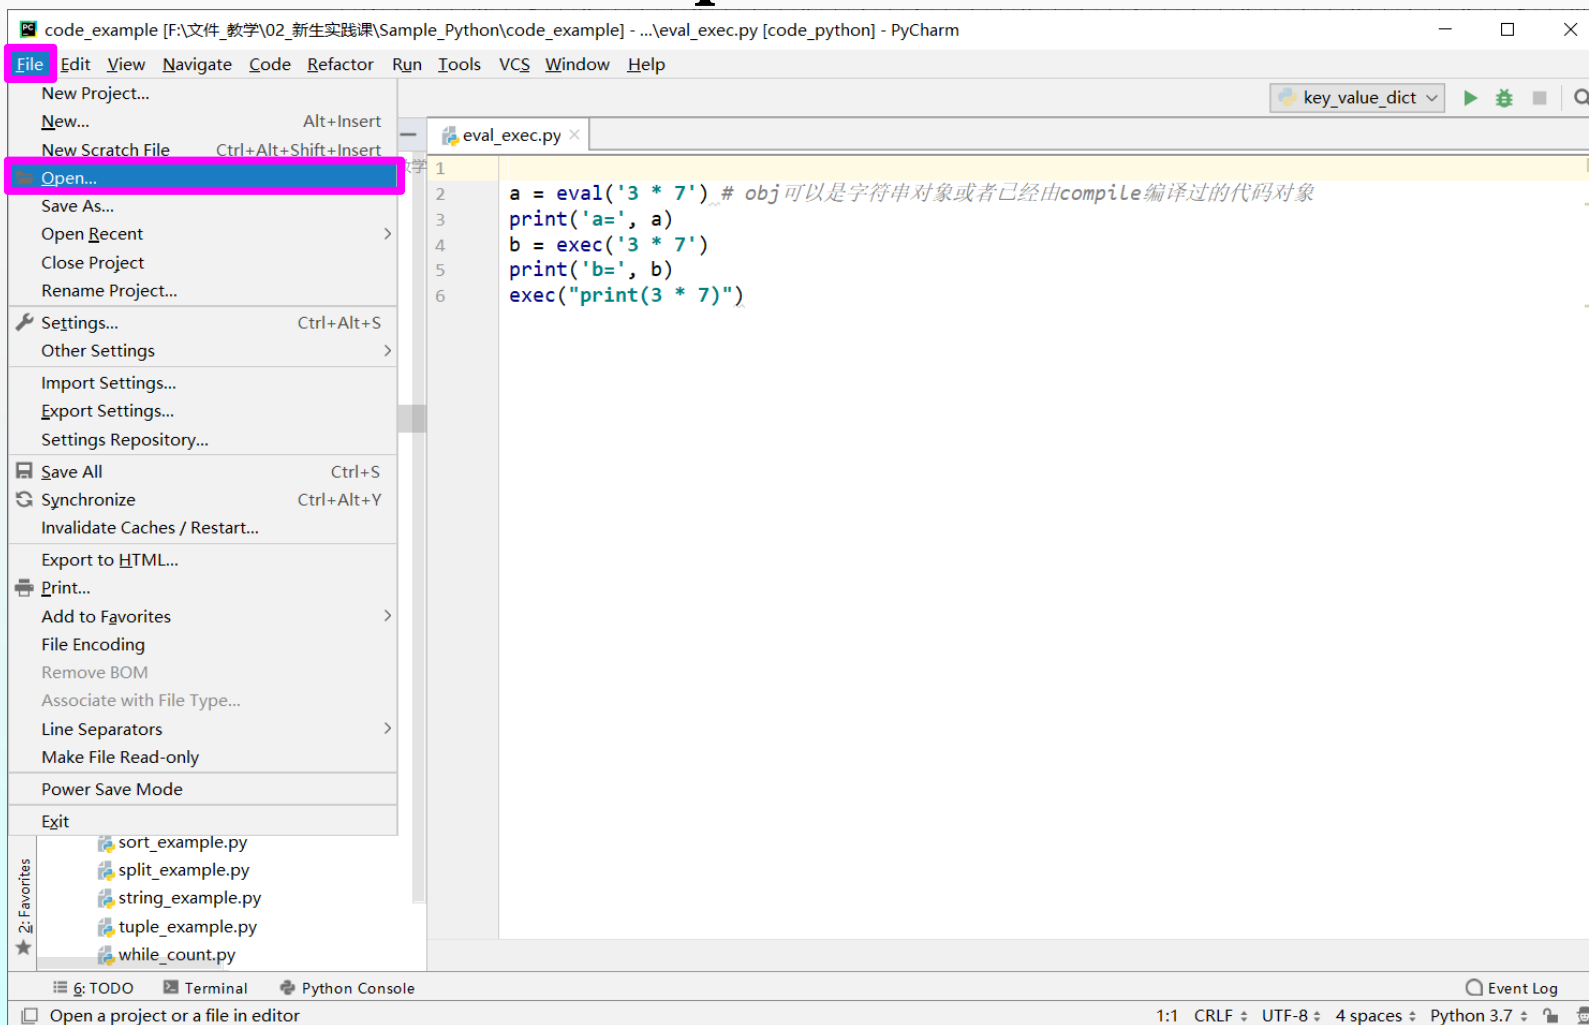 code_example [F:\文件_教学\02_新生实践课\Sample_Python\code_example] - ...\eval_exec.py [code_python] - PyCharm
File Edit View Navigate Code Refactor Run Tools VCS Window Help
key_value_dict
New Project...
New... Alt+Insert
New Scratch File Ctrl+Alt+Shift+Insert
Open...
Save As...
Open Recent
Close Project
Rename Project...
Settings... Ctrl+Alt+S
Other Settings
Import Settings...
Export Settings...
Settings Repository...
Save All Ctrl+S
Synchronize Ctrl+Alt+Y
Invalidate Caches / Restart...
Export to HTML...
Print...
Add to Favorites
File Encoding
Remove BOM
Associate with File Type...
Line Separators
Make File Read-only
Power Save Mode
Exit
sort_example.py
split_example.py
string_example.py
tuple_example.py
while_count.py
2: Favorites
学
eval_exec.py
1
2 a = eval('3 * 7') # obj可以是字符串对象或者已经由compile编译过的代码对象
3 print('a=', a)
4 b = exec('3 * 7')
5 print('b=', b)
6 exec("print(3 * 7)")
6: TODO Terminal Python Console Event Log
Open a project or a file in editor 1:1 CRLF UTF-8 4 spaces Python 3.7